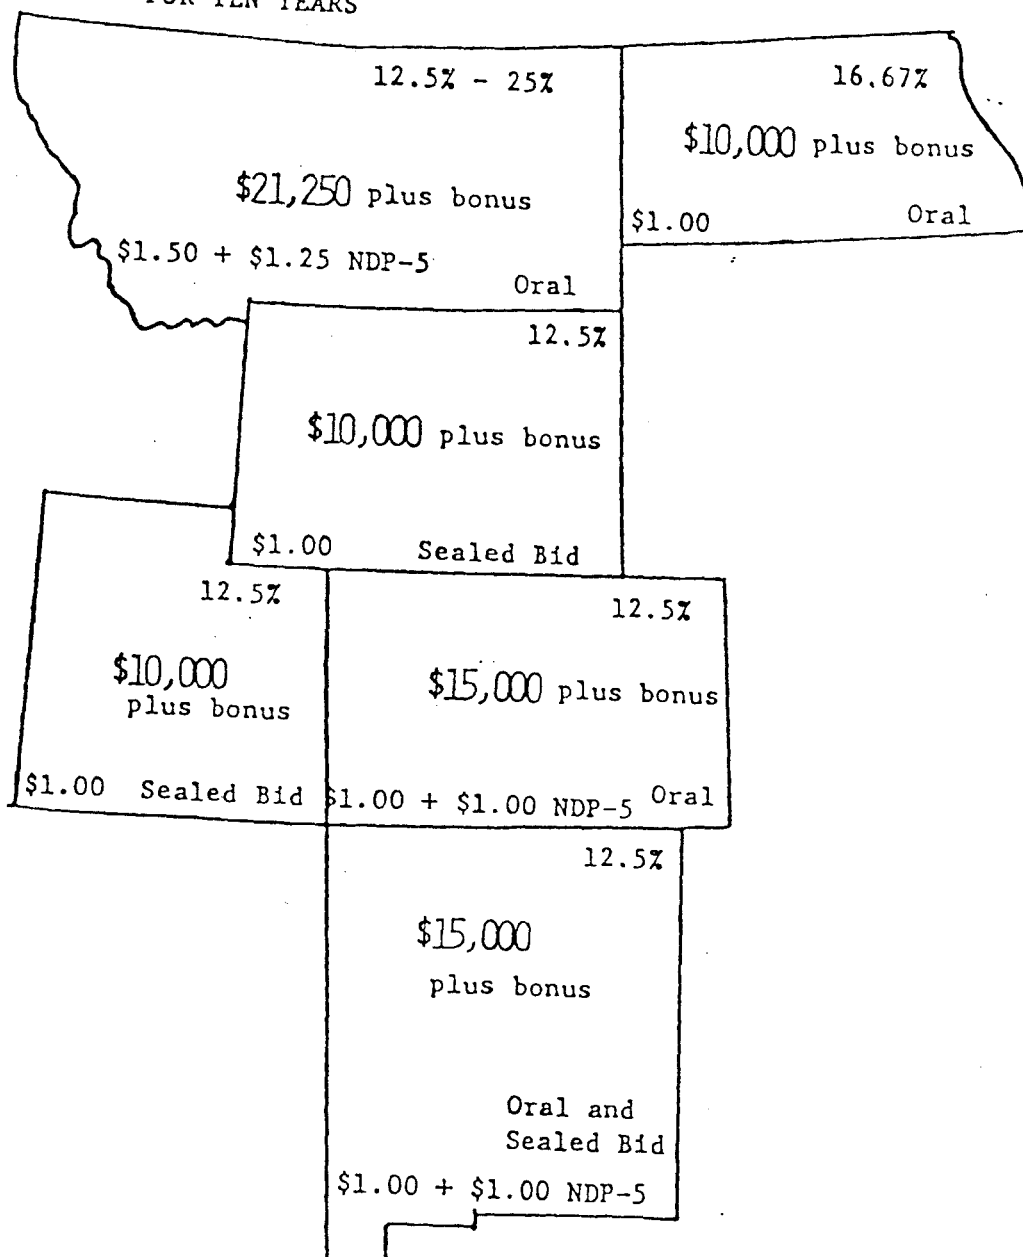 FOR TEN YEARS
12.5% - 25%
$21,250 plus bonus
$1.50 + $1.25 NDP-5
Oral
16.67%
$10,000 plus bonus
$1.00
Oral
12.5%
$10,000 plus bonus
$1.00
Sealed Bid
12.5%
$10,000
plus bonus
$1.00
Sealed Bid
12.5%
$15,000 plus bonus
$1.00 + $1.00 NDP-5
Oral
12.5%
$15,000
plus bonus
Oral and
Sealed Bid
$1.00 + $1.00 NDP-5